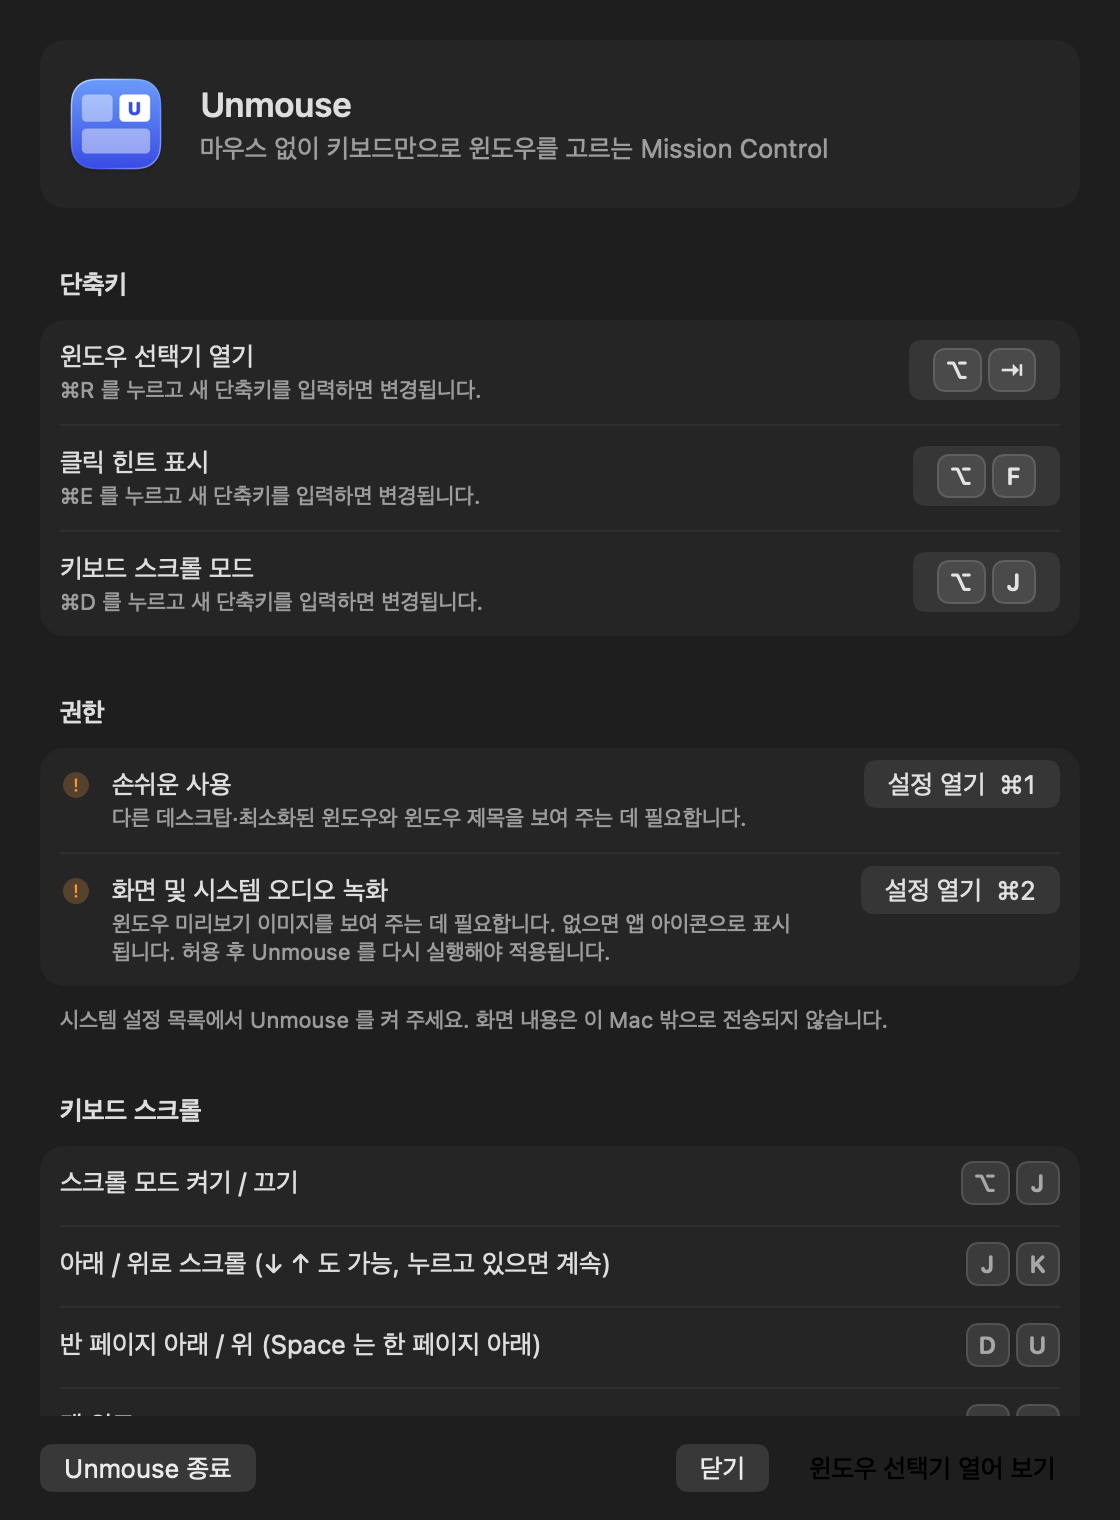 U
Unmouse
마우스 없이 키보드만으로 윈도우를 고르는 Mission Control
단축키
윈도우 선택기 열기
⌥ ⇥
⌘R 를 누르고 새 단축키를 입력하면 변경됩니다.
클릭 힌트 표시
⌥ F
⌘E 를 누르고 새 단축키를 입력하면 변경됩니다.
키보드 스크롤 모드
⌥ J
⌘D 를 누르고 새 단축키를 입력하면 변경됩니다.
권한
! 손쉬운 사용
설정 열기 ⌘1
다른 데스크탑·최소화된 윈도우와 윈도우 제목을 보여 주는 데 필요합니다.
! 화면 및 시스템 오디오 녹화
설정 열기 ⌘2
윈도우 미리보기 이미지를 보여 주는 데 필요합니다. 없으면 앱 아이콘으로 표시
됩니다. 허용 후 Unmouse 를 다시 실행해야 적용됩니다.
시스템 설정 목록에서 Unmouse 를 켜 주세요. 화면 내용은 이 Mac 밖으로 전송되지 않습니다.
키보드 스크롤
스크롤 모드 켜기 / 끄기 ⌥ J
아래 / 위로 스크롤 (↓ ↑ 도 가능, 누르고 있으면 계속) J K
반 페이지 아래 / 위 (Space 는 한 페이지 아래) D U
Unmouse 종료 닫기 윈도우 선택기 열어 보기